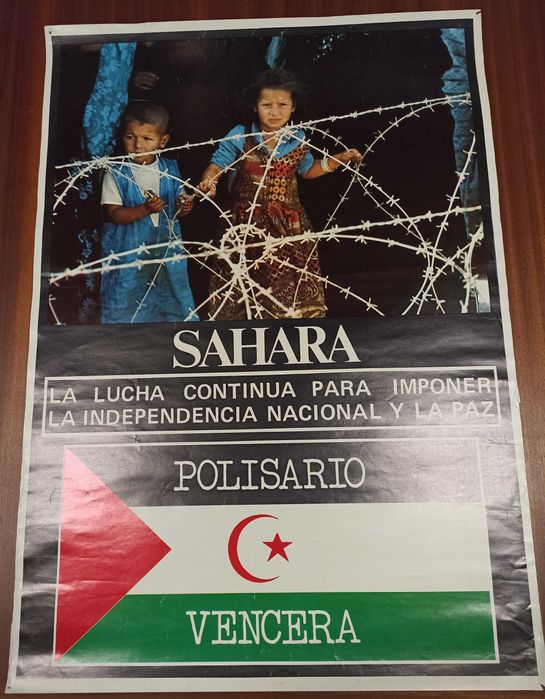 SAHARA
LA LUCHA CONTINUA PARA IMPONER
LA INDEPENDENCIA NACIONAL Y LA PAZ
POLISARIO
VENCERA